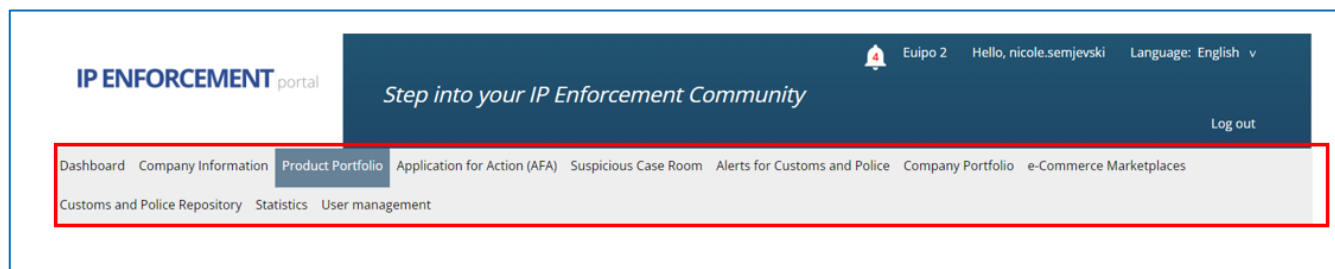 4 Euipo 2 Hello, nicole.semjevski Language: English v
IP ENFORCEMENT portal
Step into your IP Enforcement Community
Log out
Dashboard Company Information Product Portfolio Application for Action (AFA) Suspicious Case Room Alerts for Customs and Police Company Portfolio e-Commerce Marketplaces
Customs and Police Repository Statistics User management